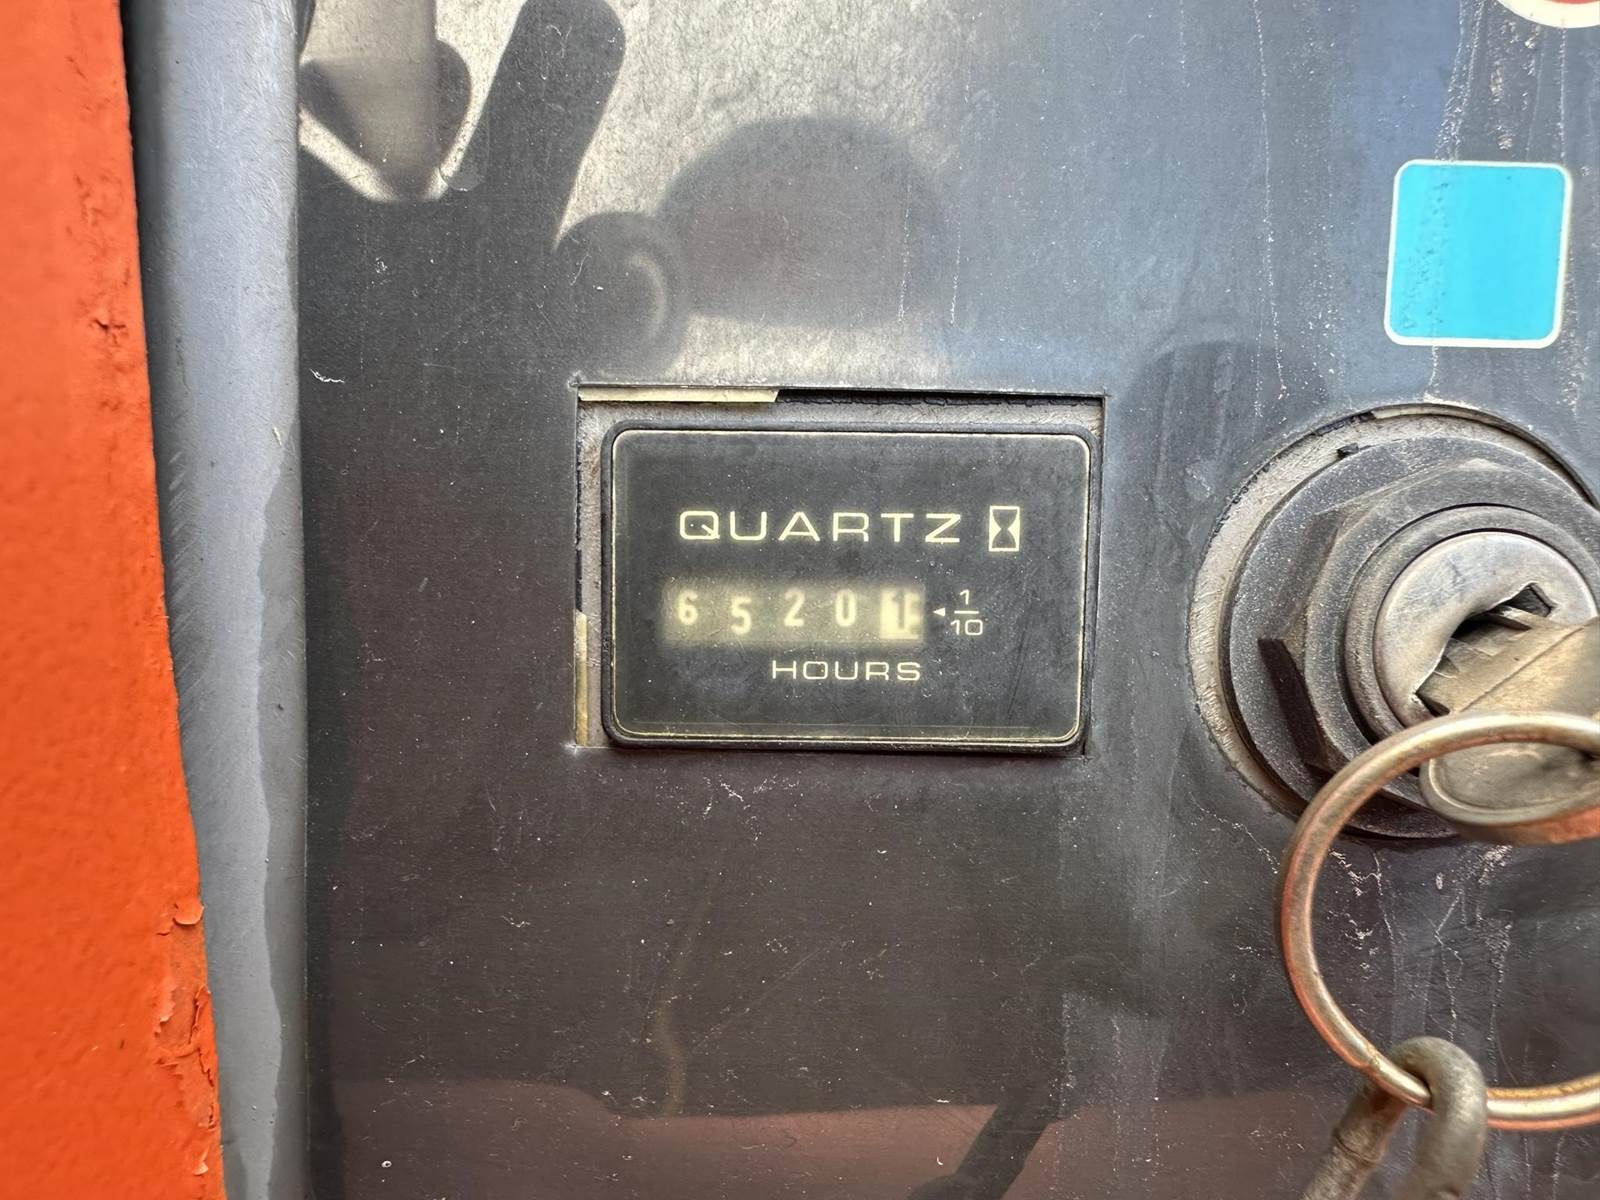 QUARTZ
65201 ◄ 1/10
HOURS